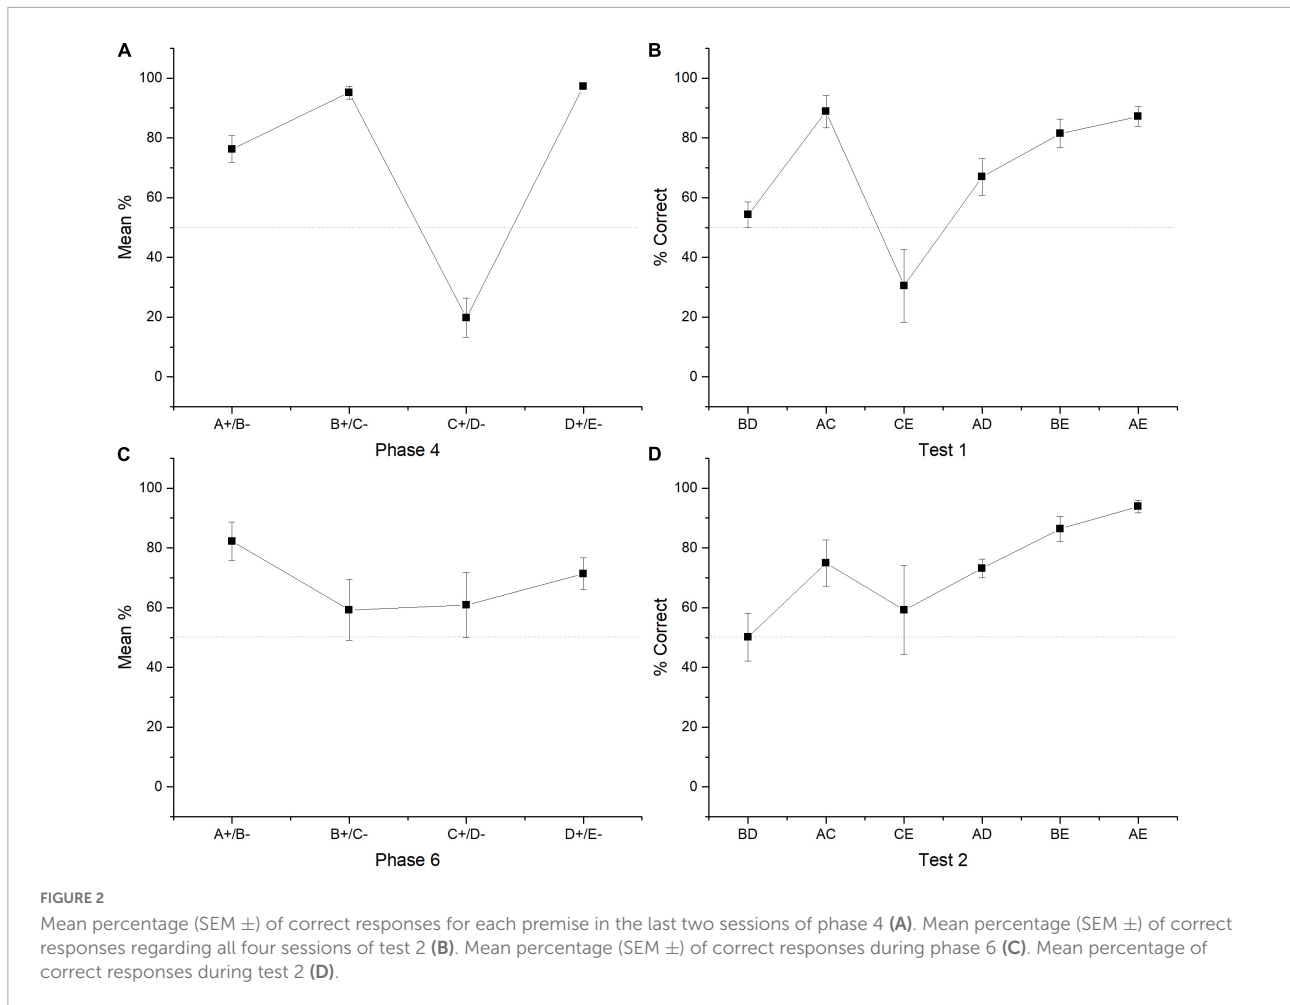 A
100
80
60
40
20
0
Mean %
A+/B-
B+/C-
C+/D-
D+/E-
Phase 4
B
100
80
60
40
20
0
% Correct
BD
AC
CE
AD
BE
AE
Test 1
C
100
80
60
40
20
0
Mean %
A+/B-
B+/C-
C+/D-
D+/E-
Phase 6
D
100
80
60
40
20
0
% Correct
BD
AC
CE
AD
BE
AE
Test 2
FIGURE 2
Mean percentage (SEM ±) of correct responses for each premise in the last two sessions of phase 4 (A). Mean percentage (SEM ±) of correct
responses regarding all four sessions of test 2 (B). Mean percentage (SEM ±) of correct responses during phase 6 (C). Mean percentage of
correct responses during test 2 (D).